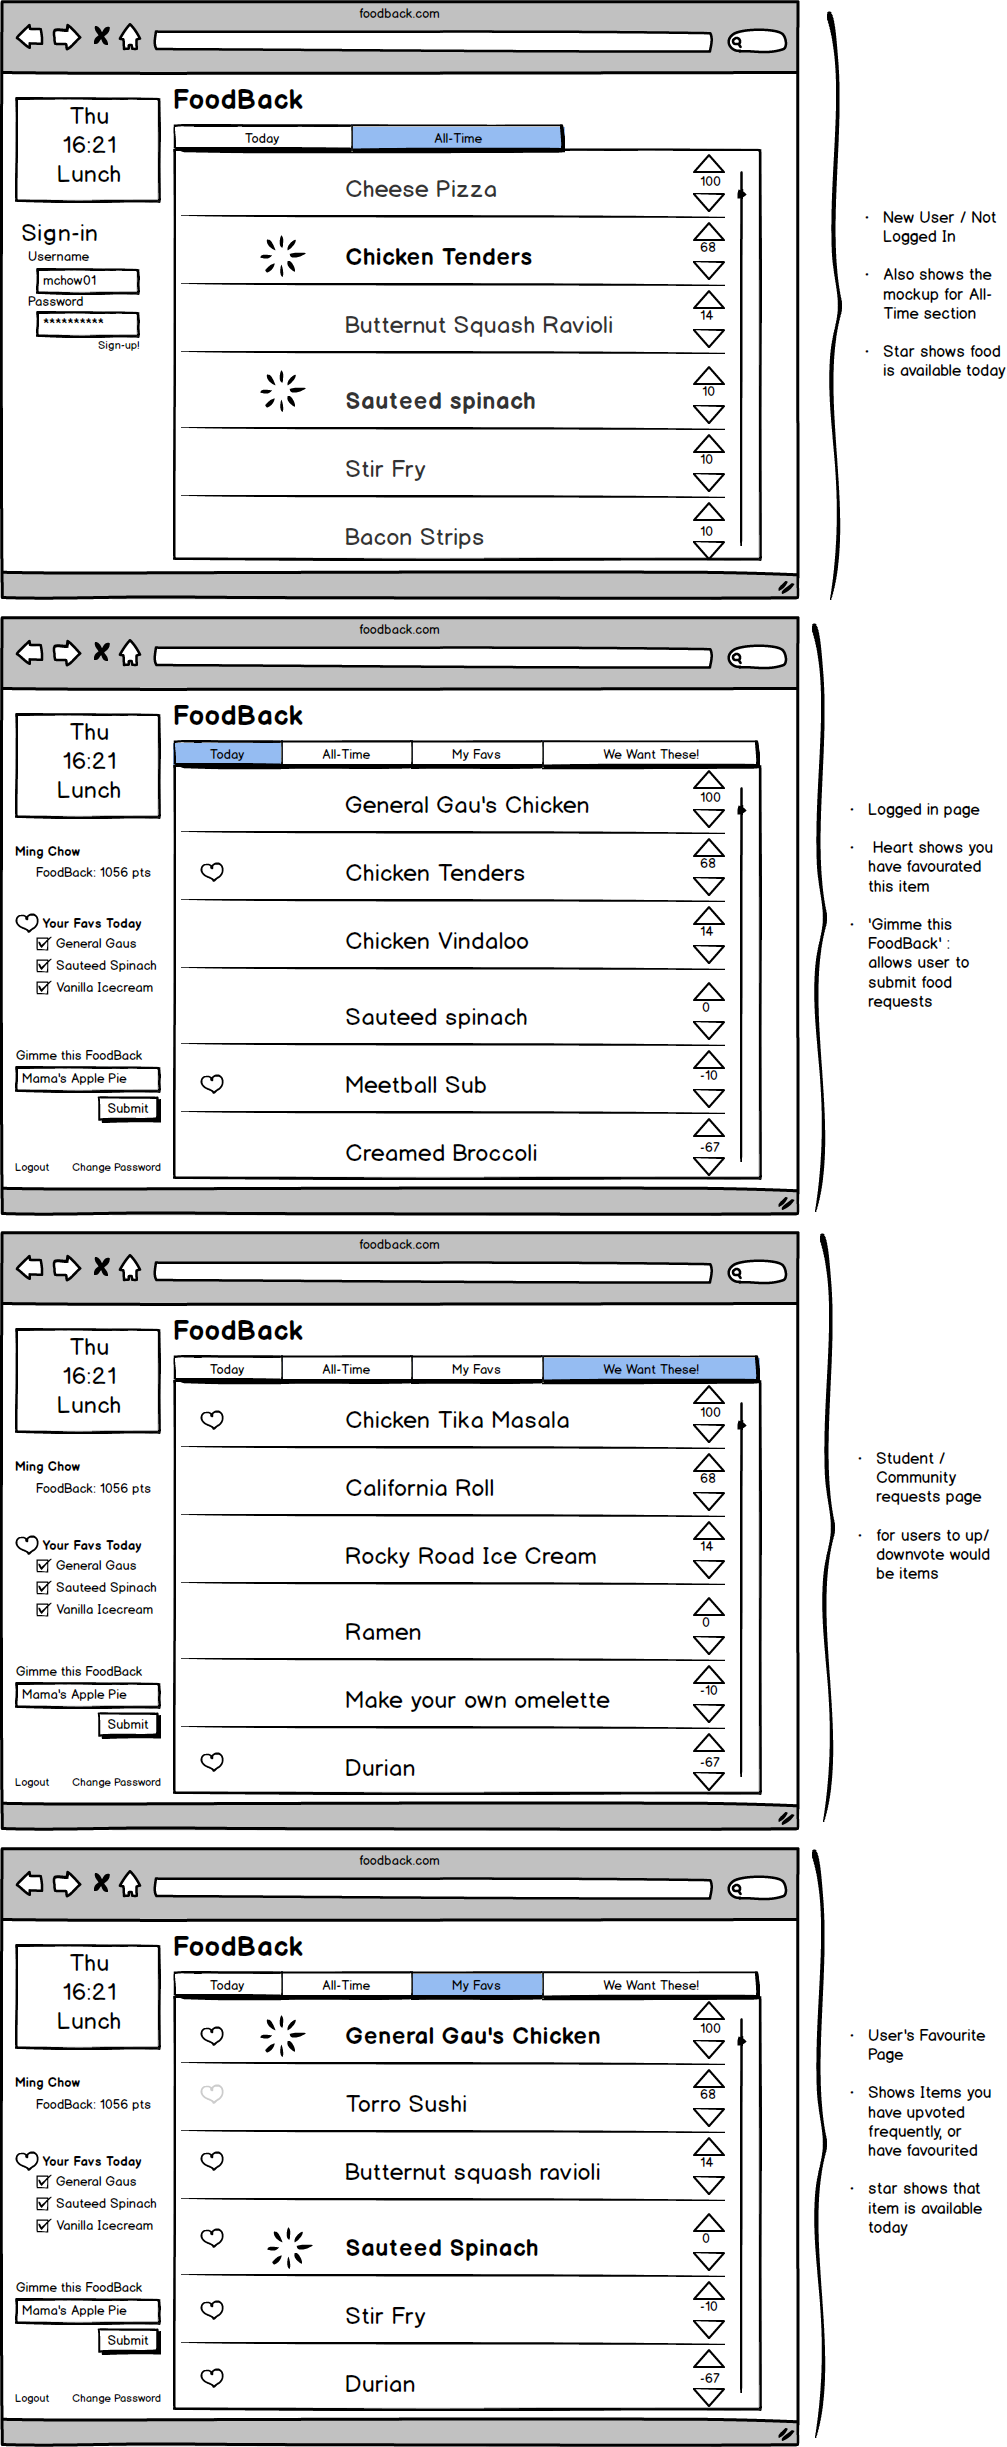 foodback.com
FoodBack
Thu
16:21
Lunch
Today
All-Time
Sign-in
Username
mchow01
Password
**********
Sign-up!
Cheese Pizza
100
Chicken Tenders
68
Butternut Squash Ravioli
14
Sauteed spinach
10
Stir Fry
10
Bacon Strips
10
· New User / Not
Logged In
· Also shows the
mockup for All-
Time section
· Star shows food
is available today
foodback.com
FoodBack
Thu
16:21
Lunch
Today
All-Time
My Favs
We Want These!
Ming Chow
FoodBack: 1056 pts
Your Favs Today
General Gaus
Sauteed Spinach
Vanilla Icecream
Gimme this FoodBack
Mama's Apple Pie
Submit
Logout
Change Password
General Gau's Chicken
100
Chicken Tenders
68
Chicken Vindaloo
14
Sauteed spinach
0
Meetball Sub
-10
Creamed Broccoli
-67
· Logged in page
· Heart shows you
have favourated
this item
· 'Gimme this
FoodBack' :
allows user to
submit food
requests
foodback.com
FoodBack
Thu
16:21
Lunch
Today
All-Time
My Favs
We Want These!
Ming Chow
FoodBack: 1056 pts
Your Favs Today
General Gaus
Sauteed Spinach
Vanilla Icecream
Gimme this FoodBack
Mama's Apple Pie
Submit
Logout
Change Password
Chicken Tika Masala
100
California Roll
68
Rocky Road Ice Cream
14
Ramen
0
Make your own omelette
-10
Durian
-67
· Student /
Community
requests page
· for users to up/
downvote would
be items
foodback.com
FoodBack
Thu
16:21
Lunch
Today
All-Time
My Favs
We Want These!
Ming Chow
FoodBack: 1056 pts
Your Favs Today
General Gaus
Sauteed Spinach
Vanilla Icecream
Gimme this FoodBack
Mama's Apple Pie
Submit
Logout
Change Password
General Gau's Chicken
100
Torro Sushi
68
Butternut squash ravioli
14
Sauteed Spinach
0
Stir Fry
-10
Durian
-67
· User's Favourite
Page
· Shows Items you
have upvoted
frequently, or
have favourited
· star shows that
item is available
today